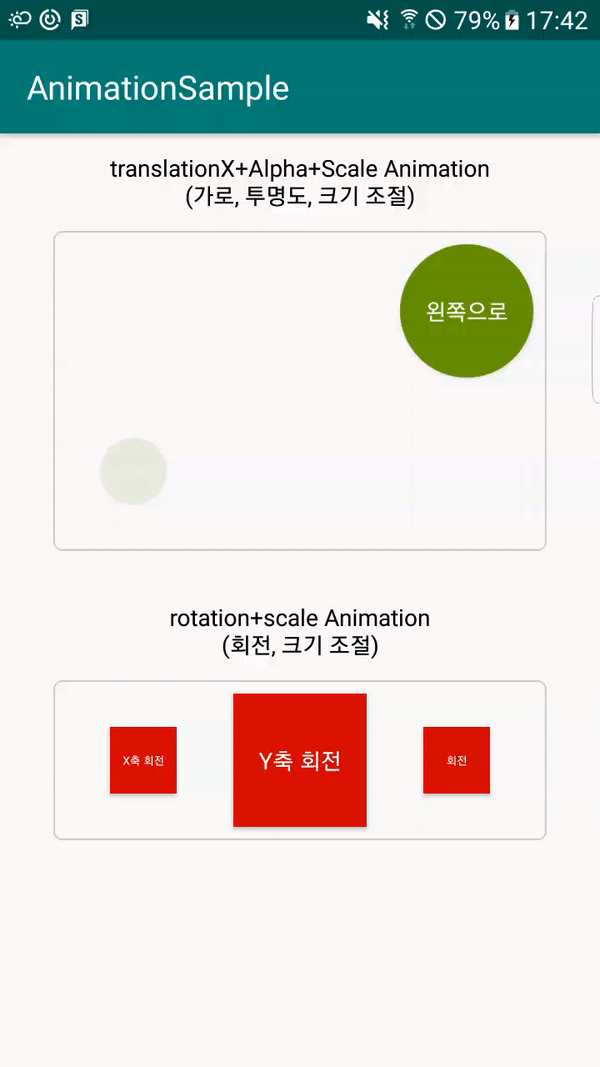 79% 17:42
AnimationSample
translationX+Alpha+Scale Animation
(가로, 투명도, 크기 조절)
왼쪽으로
rotation+scale Animation
(회전, 크기 조절)
X축 회전 Y축 회전 회전